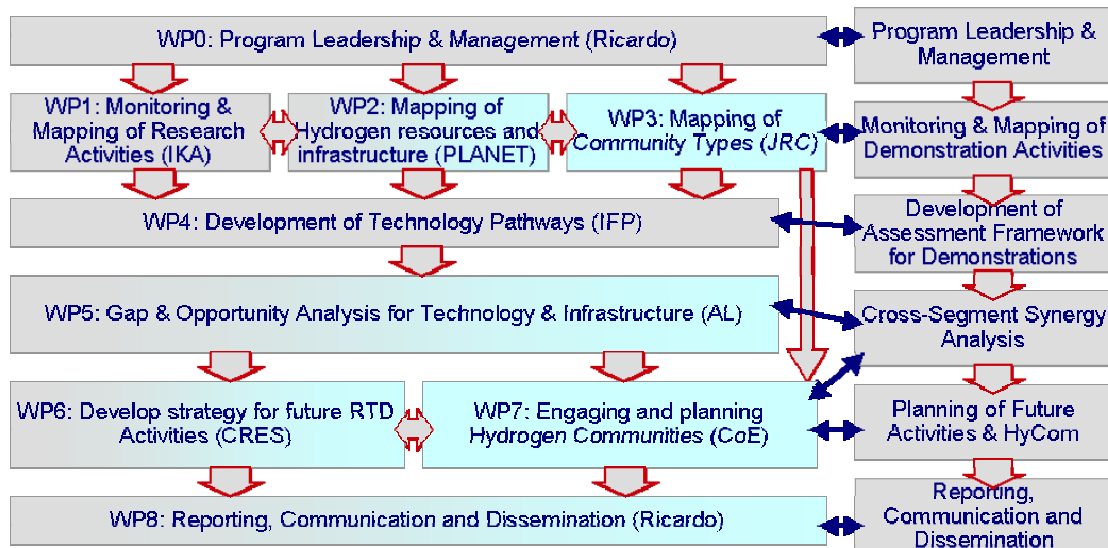 WP0: Program Leadership & Management (Ricardo)
Program Leadership &
Management
WP1: Monitoring &
Mapping of Research
Activities (IKA)
WP2: Mapping of
Hydrogen resources and
infrastructure (PLANET)
WP3: Mapping of
Community Types (JRC)
Monitoring & Mapping of
Demonstration Activities
WP4: Development of Technology Pathways (IFP)
Development of
Assessment Framework
for Demonstrations
WP5: Gap & Opportunity Analysis for Technology & Infrastructure (AL)
Cross-Segment Synergy
Analysis
WP6: Develop strategy for future RTD
Activities (CRES)
WP7: Engaging and planning
Hydrogen Communities (CoE)
Planning of Future
Activities & HyCom
WP8: Reporting, Communication and Dissemination (Ricardo)
Reporting,
Communication and
Dissemination